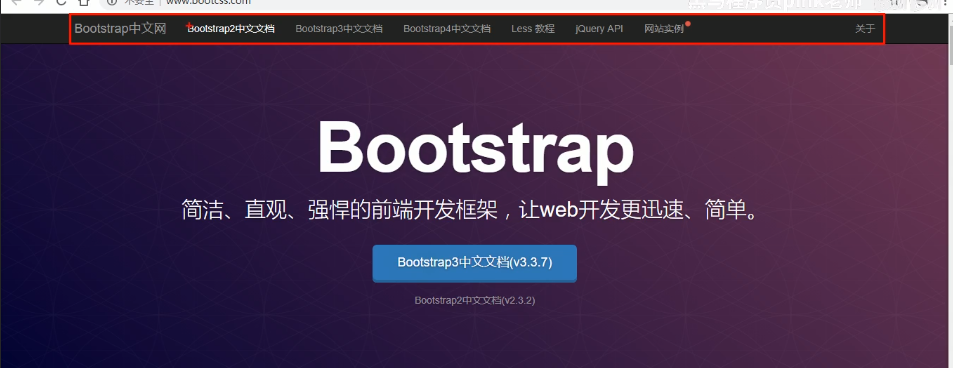 不安全 www.bootcss.com
Bootstrap中文网 Bootstrap2中文文档 Bootstrap3中文文档 Bootstrap4中文文档 Less 教程 jQuery API 网站实例 关于
Bootstrap
简洁、直观、强悍的前端开发框架，让web开发更迅速、简单。
Bootstrap3中文文档(v3.3.7)
Bootstrap2中文文档(v2.3.2)